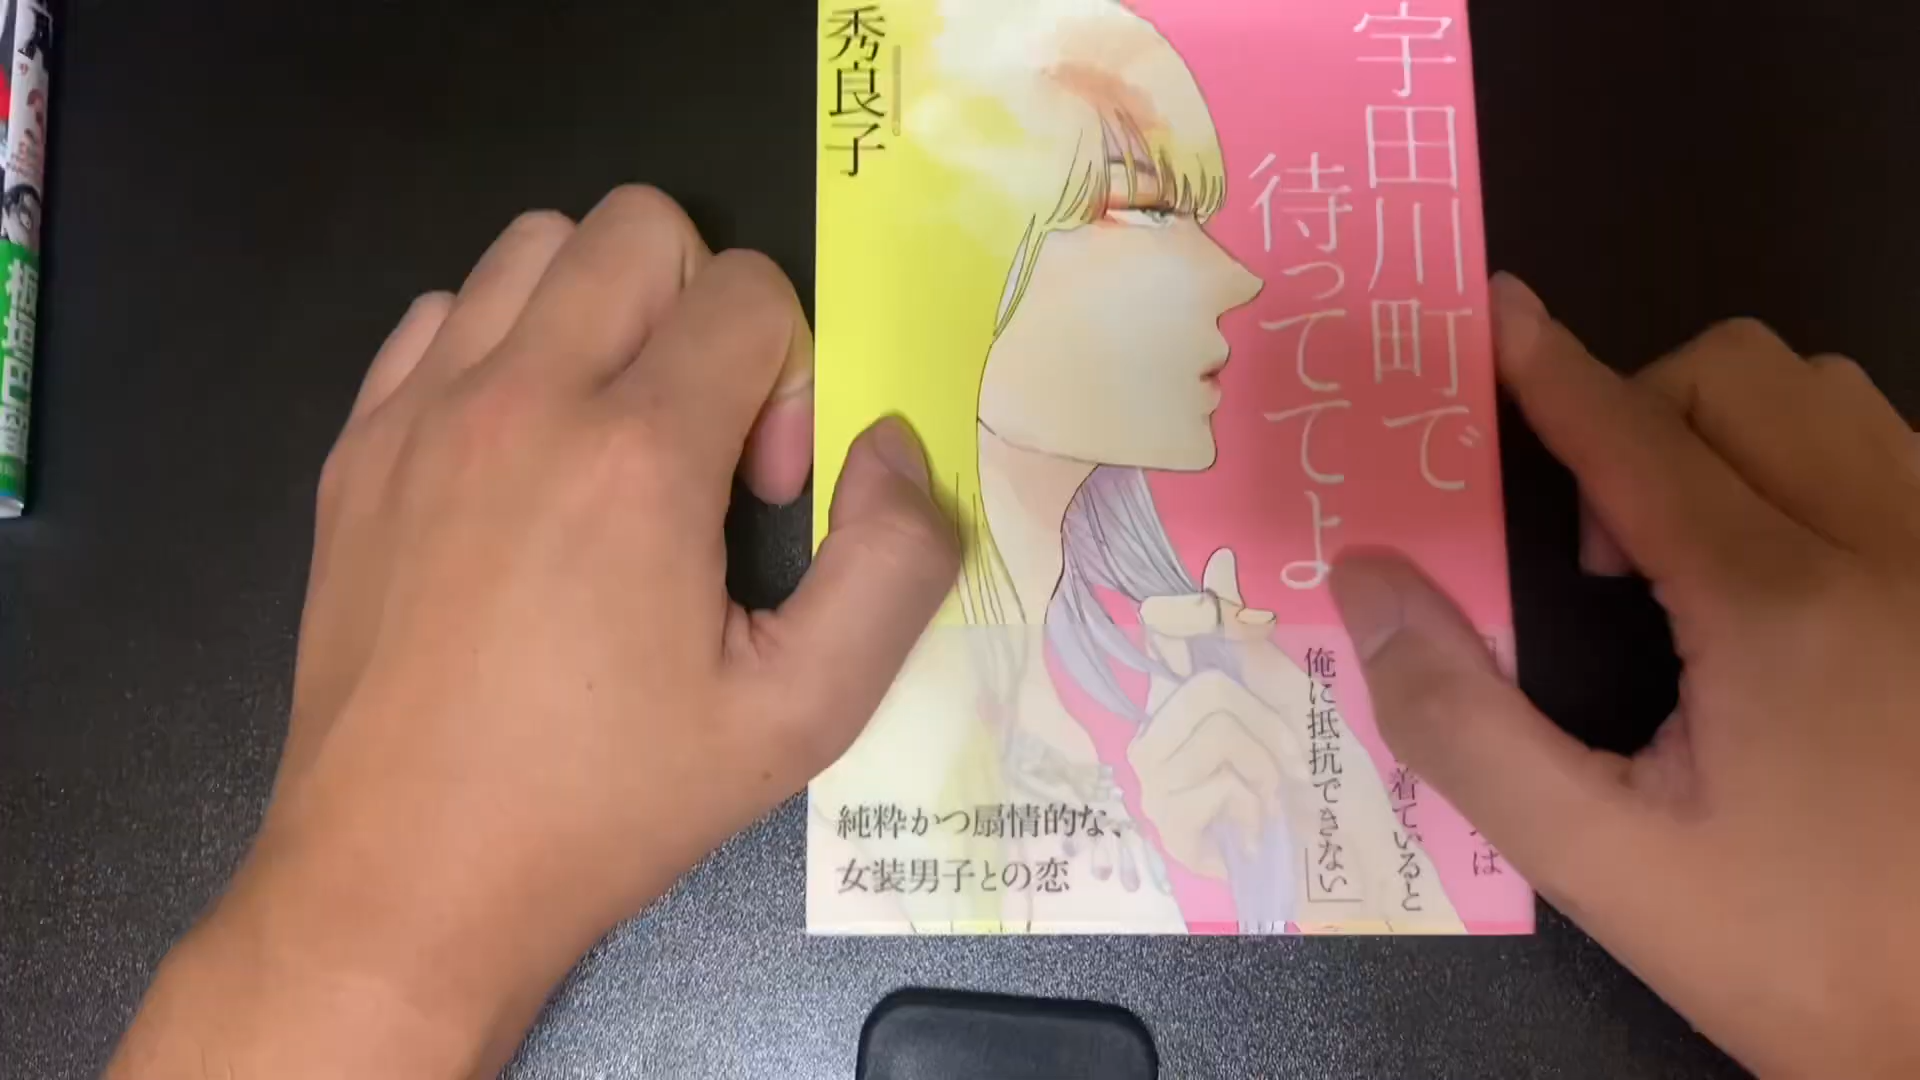 宇田川町で
待っててよ
秀良子
着ていると
俺に抵抗できない」
純粋かつ扇情的な、
女装男子との恋